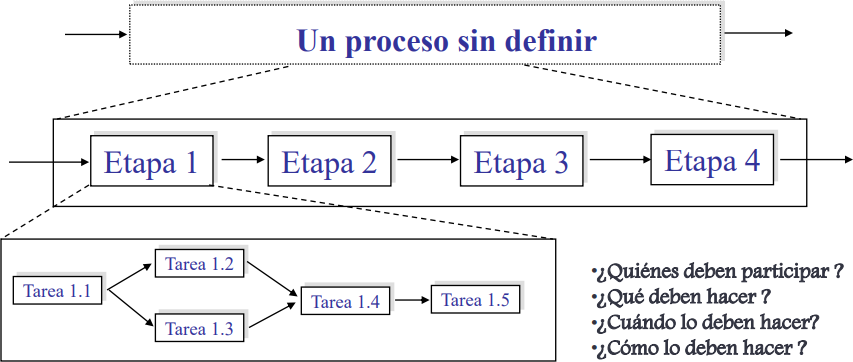 Un proceso sin definir
Etapa 1
Etapa 2
Etapa 3
Etapa 4
Tarea 1.1
Tarea 1.2
Tarea 1.3
Tarea 1.4
Tarea 1.5
•¿Quiénes deben participar ?
•¿Qué deben hacer ?
•¿Cuándo lo deben hacer?
•¿Cómo lo deben hacer ?